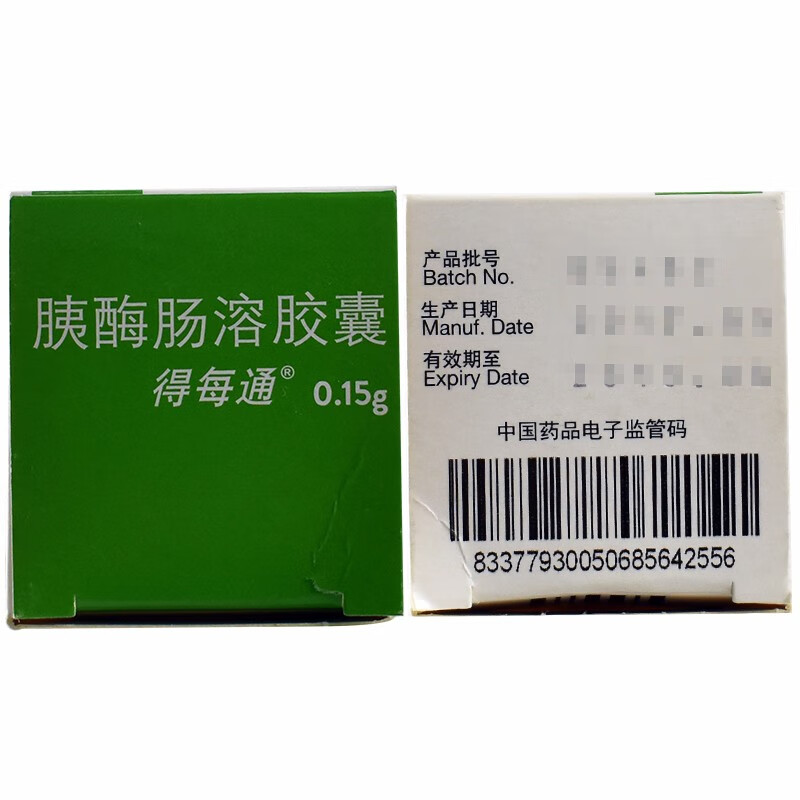 胰酶肠溶胶囊
得每通® 0.15g
产品批号
Batch No.
生产日期
Manuf. Date
有效期至
Expiry Date
中国药品电子监管码
83377930050685642556